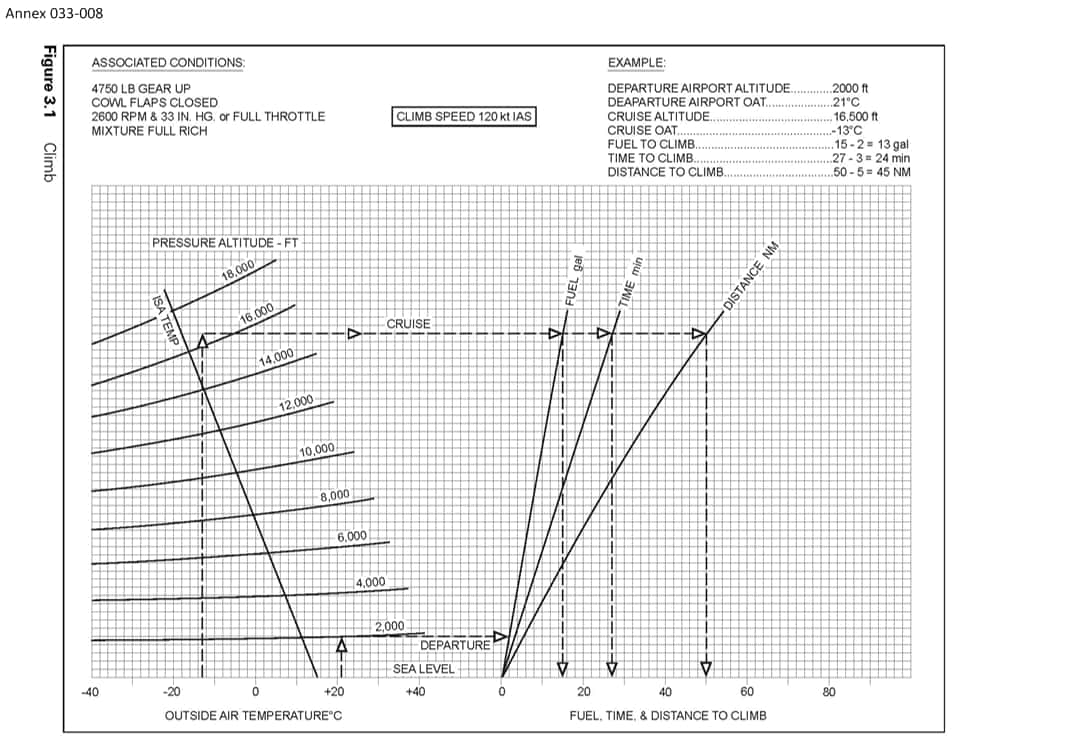 Annex 033-008
Figure 3.1 Climb
ASSOCIATED CONDITIONS:
4750 LB GEAR UP
COWL FLAPS CLOSED
2600 RPM & 33 IN. HG. or FULL THROTTLE
MIXTURE FULL RICH
CLIMB SPEED 120 kt IAS
EXAMPLE:
DEPARTURE AIRPORT ALTITUDE............2000 ft
DEAPARTURE AIRPORT OAT....................21°C
CRUISE ALTITUDE....................................16,500 ft
CRUISE OAT..............................................-13°C
FUEL TO CLIMB.........................................15 - 2 = 13 gal
TIME TO CLIMB.........................................27 - 3 = 24 min
DISTANCE TO CLIMB................................50 - 5 = 45 NM
PRESSURE ALTITUDE - FT
18,000
ISA TEMP
16,000
14,000
12,000
10,000
8,000
6,000
4,000
2,000
CRUISE
FUEL gal
TIME min
DISTANCE NM
DEPARTURE
SEA LEVEL
-40 -20 0 +20 +40 0 20 40 60 80
OUTSIDE AIR TEMPERATURE°C
FUEL, TIME, & DISTANCE TO CLIMB